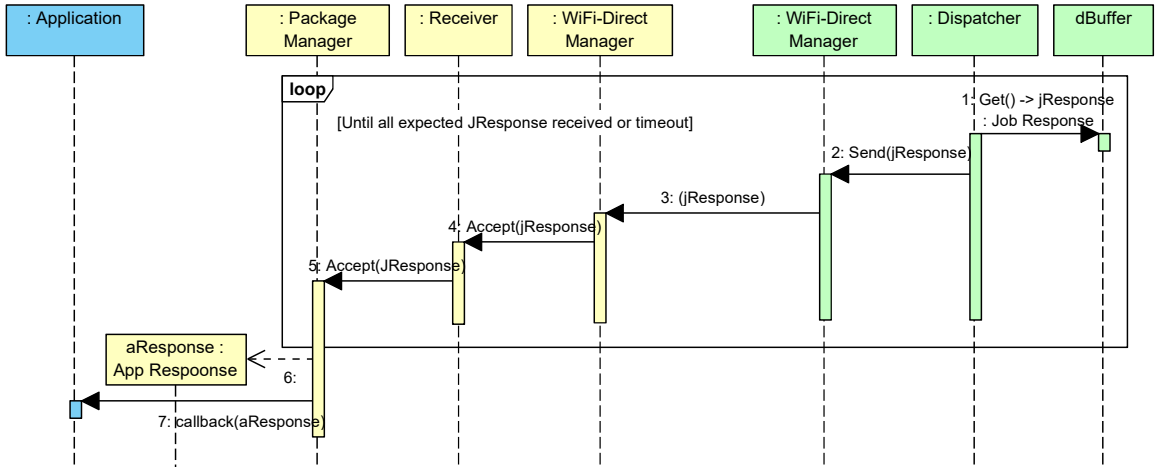 : Application
: Package
Manager
: Receiver
WiFi-Direct
Manager
: WiFi-Direct
Manager
: Dispatcher
dBuffer
loop
[Until all expected JResponse received or timeout]
1: Get() -> jResponse
: Job Response
2: Send(jResponse)
3: (jResponse)
4: Accept(jResponse)
5: Accept(JResponse)
aResponse :
App Respoonse
6:
7: callback(aResponse)